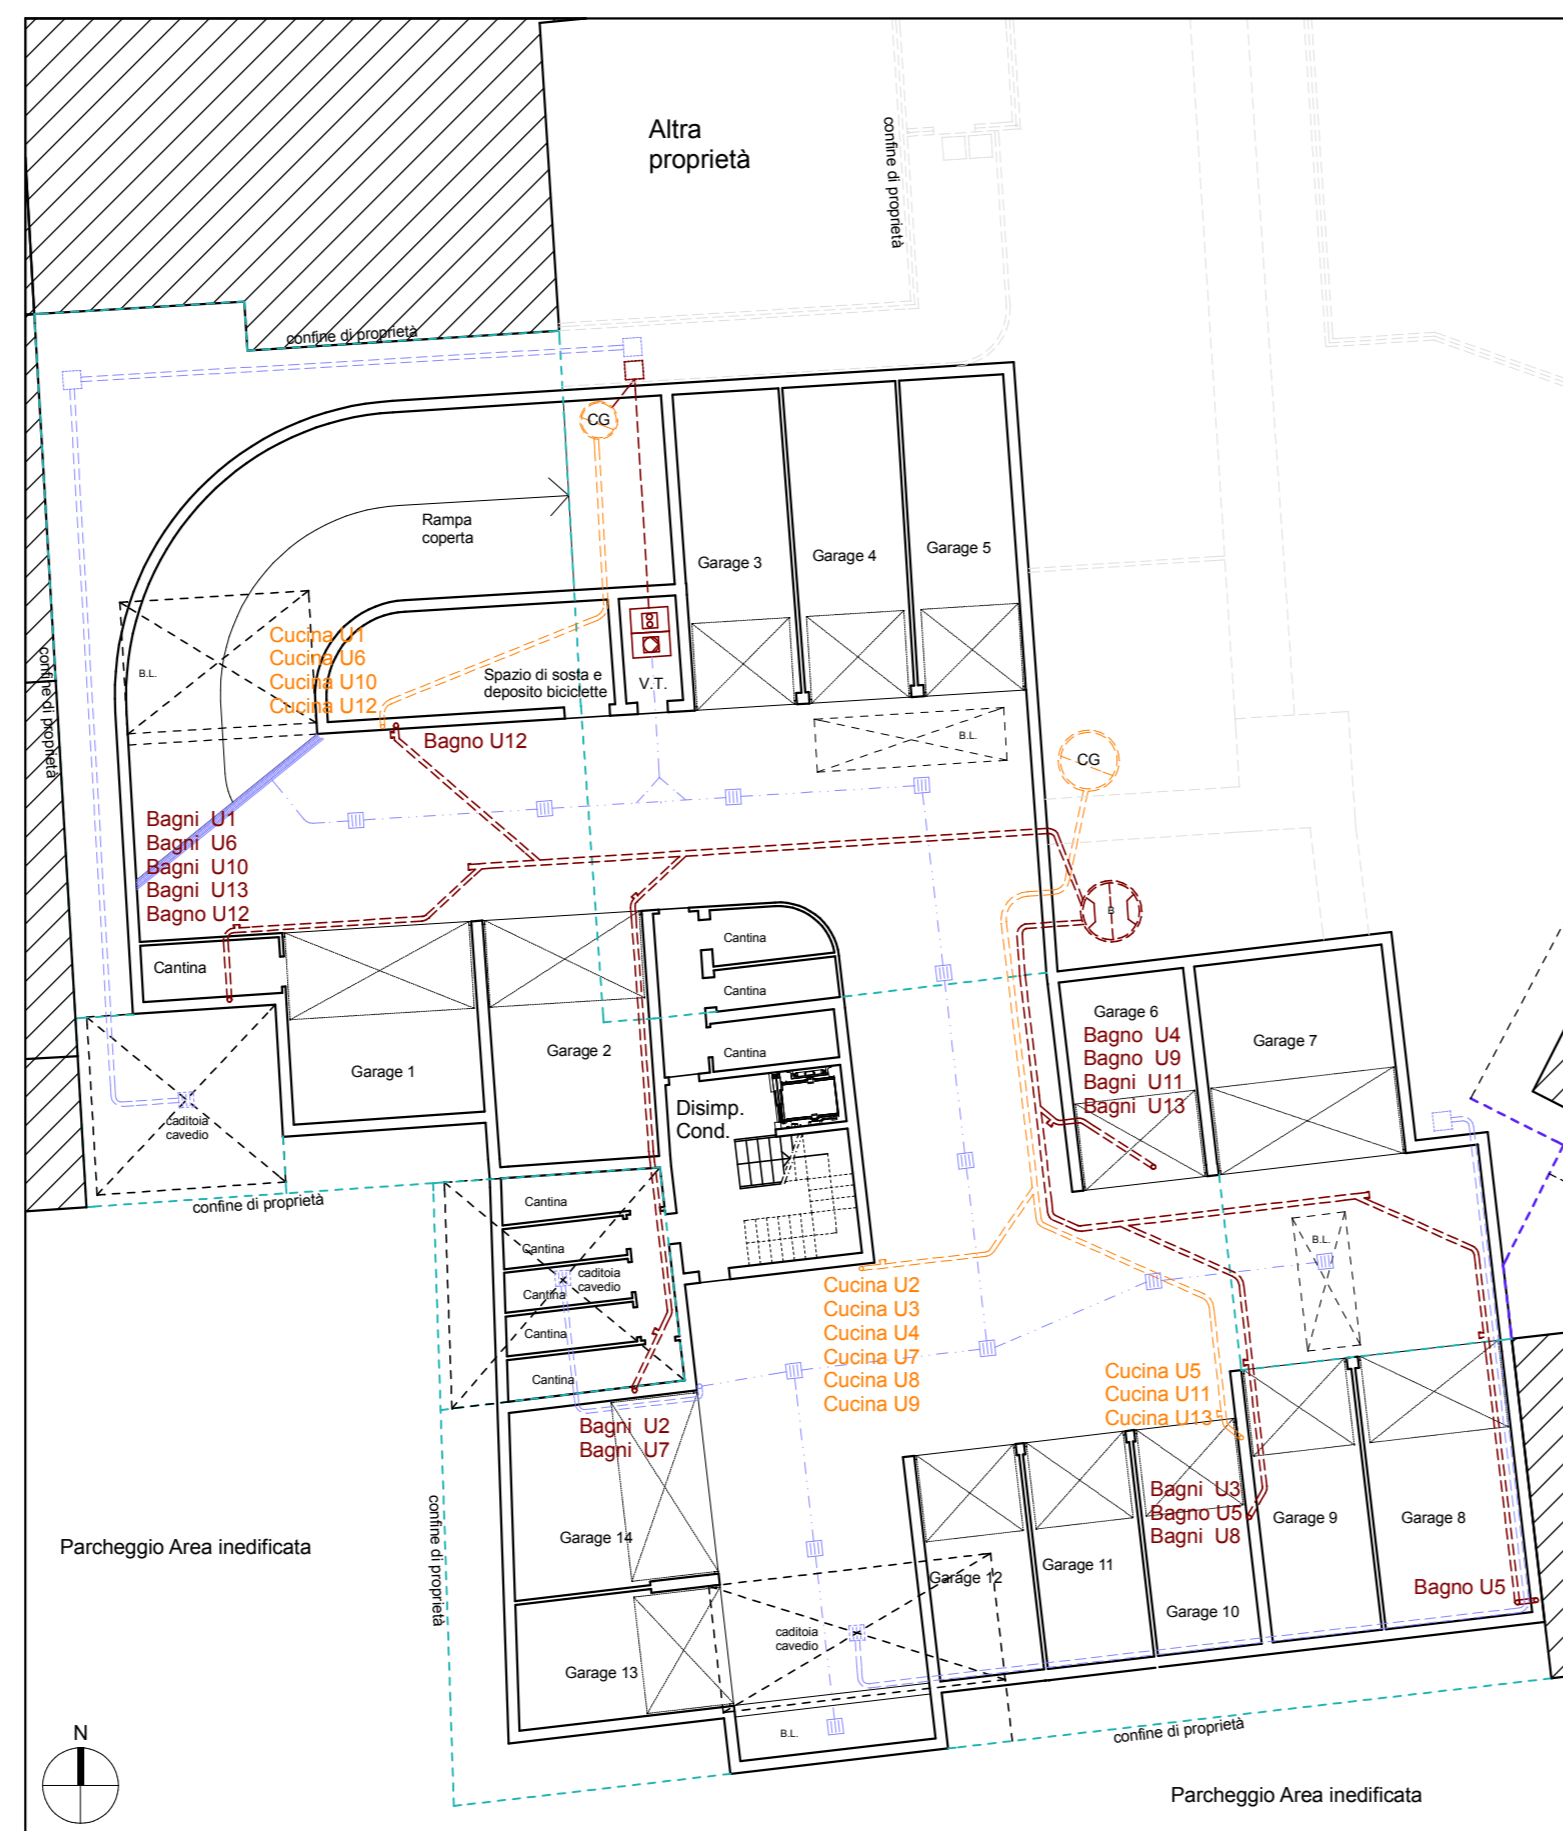 Altra
proprietà
confine di proprietà
confine di proprietà
CG
Rampa
coperta
Garage 3
Garage 4
Garage 5
Cucina U1
Cucina U6
Cucina U10
Cucina U12
B.L.
confine di proprietà
Spazio di sosta e
deposito biciclette
V.T.
Bagno U12
B.L.
CG
Bagni U1
Bagni U6
Bagni U10
Bagni U13
Bagno U12
B
Cantina
Cantina
Cantina
Cantina
Garage 1
Garage 2
Garage 6
Bagno U4
Bagno U9
Bagni U11
Bagni U13
Garage 7
Disimp.
Cond.
caditoia
cavedio
confine di proprietà
Cantina
Cantina
Cantina
Cantina
Cantina
caditoia
cavedio
B.L.
Cucina U2
Cucina U3
Cucina U4
Cucina U7
Cucina U8
Cucina U9
Cucina U5
Cucina U11
Cucina U13
Bagni U2
Bagni U7
Bagni U3
Bagno U5
Bagni U8
Garage 14
Garage 9
Garage 8
Parcheggio Area inedificata
confine di proprietà
Garage 12
Garage 11
Garage 10
Bagno U5
caditoia
cavedio
Garage 13
B.L.
confine di proprietà
N
Parcheggio Area inedificata